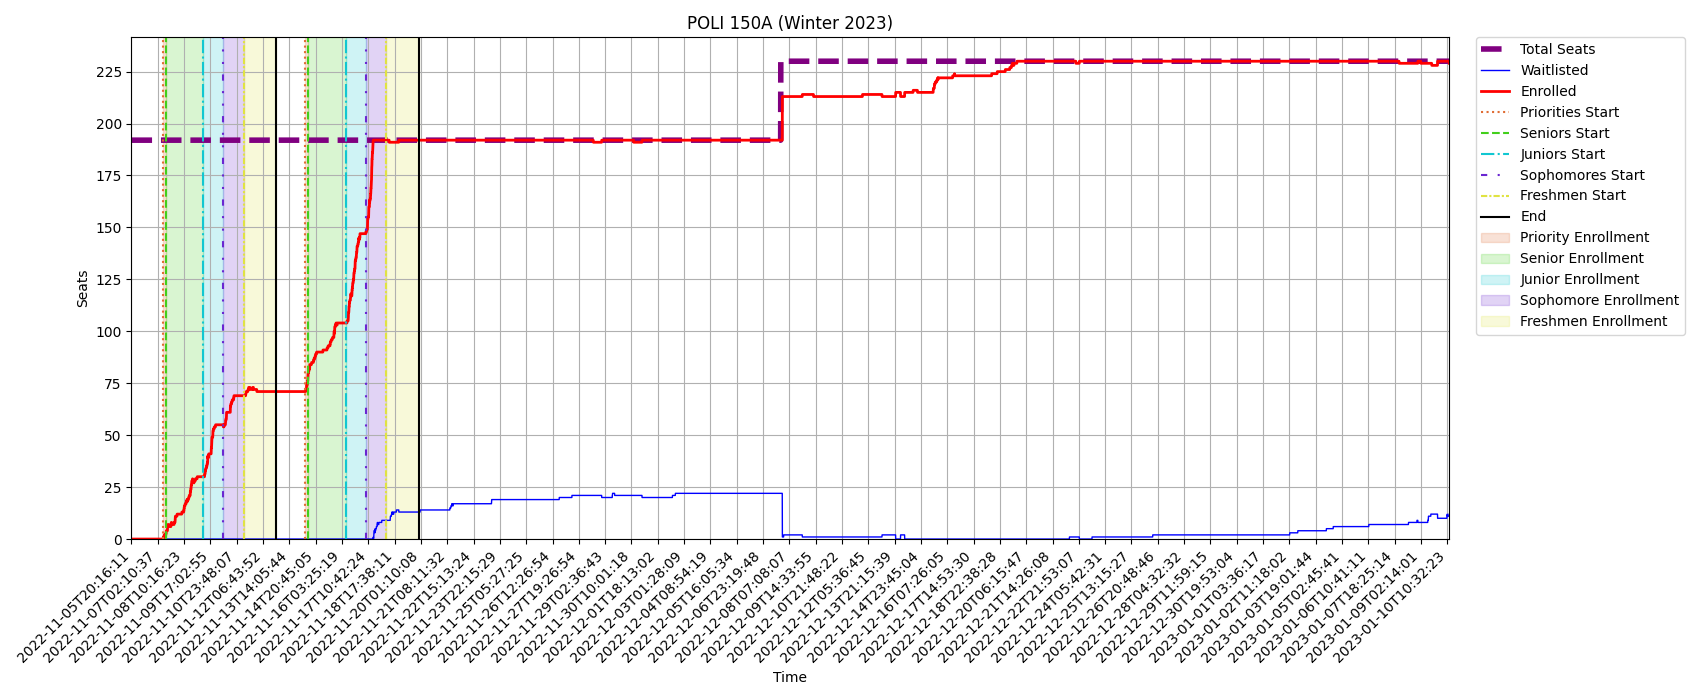 POLI 150A (Winter 2023)
Seats
225
200
175
150
125
100
75
50
25
0
2022-11-05T20:16:11
2022-11-07T02:10:37
2022-11-08T10:16:23
2022-11-09T17:02:55
2022-11-10T23:48:07
2022-11-12T06:43:52
2022-11-13T14:05:44
2022-11-14T20:45:05
2022-11-16T03:25:19
2022-11-17T10:42:24
2022-11-18T17:38:11
2022-11-20T01:10:08
2022-11-21T08:11:32
2022-11-22T15:13:24
2022-11-23T22:15:29
2022-11-25T05:27:25
2022-11-26T12:26:54
2022-11-27T19:26:54
2022-11-29T02:36:43
2022-11-30T10:01:18
2022-12-01T18:13:02
2022-12-03T01:28:09
2022-12-04T08:54:19
2022-12-05T16:05:34
2022-12-06T23:19:48
2022-12-08T07:08:07
2022-12-09T14:33:55
2022-12-10T21:48:22
2022-12-12T05:36:45
2022-12-13T21:15:39
2022-12-14T23:45:04
2022-12-16T07:26:05
2022-12-17T14:53:30
2022-12-18T22:38:28
2022-12-20T06:15:47
2022-12-21T14:26:08
2022-12-22T21:53:07
2022-12-24T05:42:31
2022-12-25T13:15:27
2022-12-26T20:48:46
2022-12-28T04:32:32
2022-12-29T11:59:15
2022-12-30T19:53:04
2023-01-01T03:36:17
2023-01-02T11:18:02
2023-01-03T19:01:44
2023-01-05T02:45:41
2023-01-06T10:41:11
2023-01-07T18:25:14
2023-01-09T02:14:01
2023-01-10T10:32:23
Time
Total Seats
Waitlisted
Enrolled
Priorities Start
Seniors Start
Juniors Start
Sophomores Start
Freshmen Start
End
Priority Enrollment
Senior Enrollment
Junior Enrollment
Sophomore Enrollment
Freshmen Enrollment